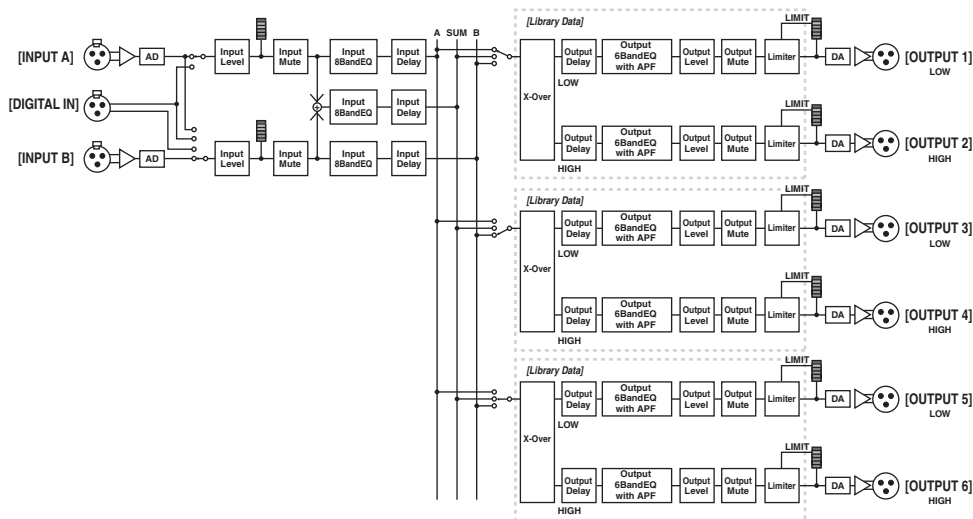 [Library Data]
LIMIT
A SUM B
[INPUT A]
AD
Input Level
Input Mute
Input 8BandEQ
Input Delay
X-Over
Output Delay
Output 6BandEQ with APF
Output Level
Output Mute
Limiter
DA
[OUTPUT 1]
LOW
LOW
[DIGITAL IN]
Input 8BandEQ
Input Delay
LIMIT
[INPUT B]
AD
Input Level
Input Mute
Input 8BandEQ
Input Delay
Output Delay
Output 6BandEQ with APF
Output Level
Output Mute
Limiter
DA
[OUTPUT 2]
HIGH
HIGH
[Library Data]
LIMIT
X-Over
Output Delay
Output 6BandEQ with APF
Output Level
Output Mute
Limiter
DA
[OUTPUT 3]
LOW
LOW
LIMIT
Output Delay
Output 6BandEQ with APF
Output Level
Output Mute
Limiter
DA
[OUTPUT 4]
HIGH
HIGH
[Library Data]
LIMIT
X-Over
Output Delay
Output 6BandEQ with APF
Output Level
Output Mute
Limiter
DA
[OUTPUT 5]
LOW
LOW
LIMIT
Output Delay
Output 6BandEQ with APF
Output Level
Output Mute
Limiter
DA
[OUTPUT 6]
HIGH
HIGH